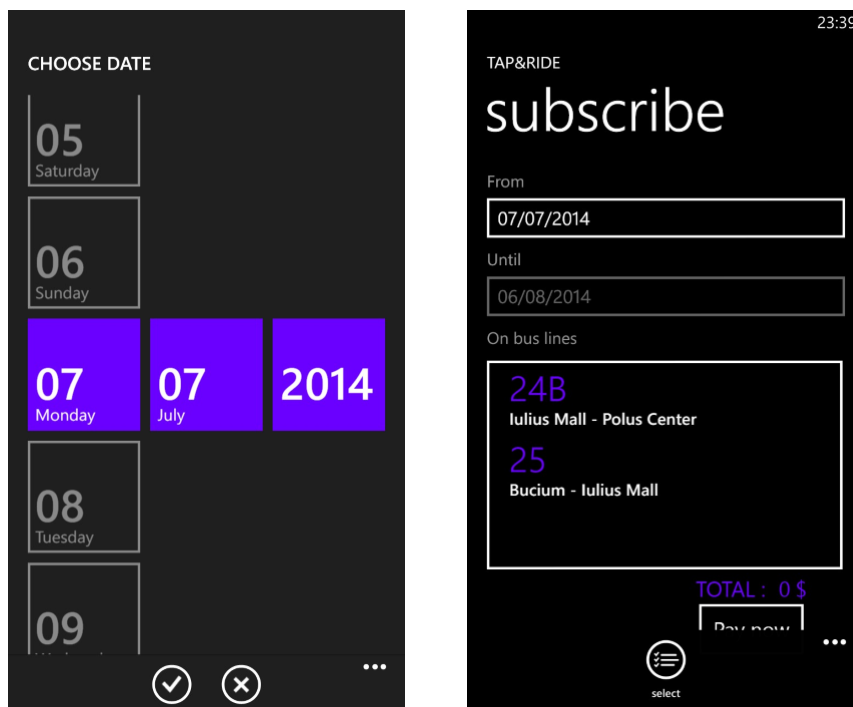 CHOOSE DATE
05
Saturday
06
Sunday
07
Monday
07
July
2014
08
Tuesday
09
23:39
TAP&RIDE
subscribe
From
07/07/2014
Until
06/08/2014
On bus lines
24B
Iulius Mall - Polus Center
25
Bucium - Iulius Mall
TOTAL : 0 $
Pay now
select